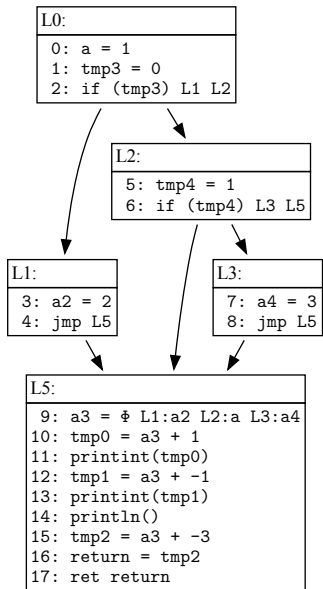 L0:
0: a = 1
1: tmp3 = 0
2: if (tmp3) L1 L2
L2:
5: tmp4 = 1
6: if (tmp4) L3 L5
L1:
3: a2 = 2
4: jmp L5
L3:
7: a4 = 3
8: jmp L5
L5:
9: a3 = Φ L1:a2 L2:a L3:a4
10: tmp0 = a3 + 1
11: printint(tmp0)
12: tmp1 = a3 + -1
13: printint(tmp1)
14: println()
15: tmp2 = a3 + -3
16: return = tmp2
17: ret return